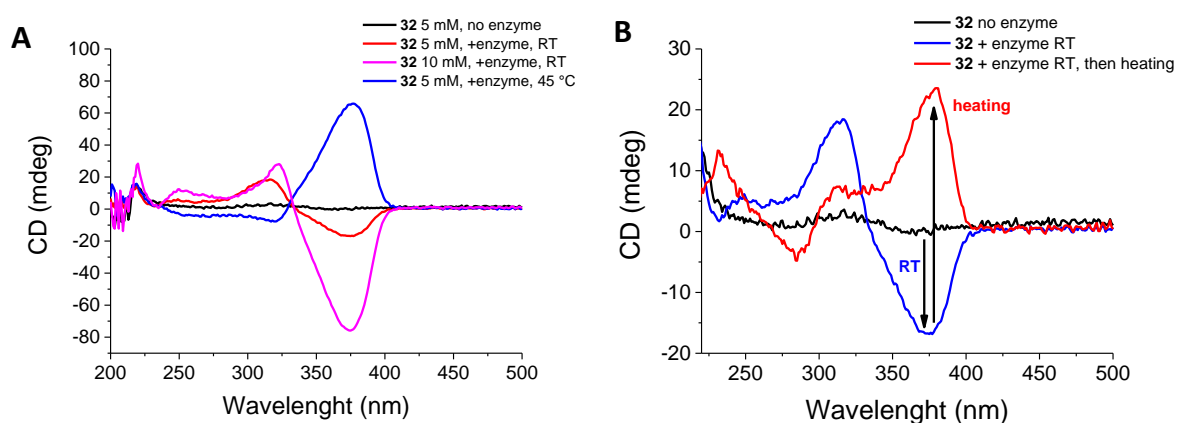 A
32 5 mM, no enzyme
32 5 mM, +enzyme, RT
32 10 mM, +enzyme, RT
32 5 mM, +enzyme, 45 °C
100
80
60
40
20
0
-20
-40
-60
-80
CD (mdeg)
200 250 300 350 400 450 500
Wavelenght (nm)
B
32 no enzyme
32 + enzyme RT
32 + enzyme RT, then heating
30
20
10
0
-10
-20
CD (mdeg)
heating
RT
250 300 350 400 450 500
Wavelenght (nm)